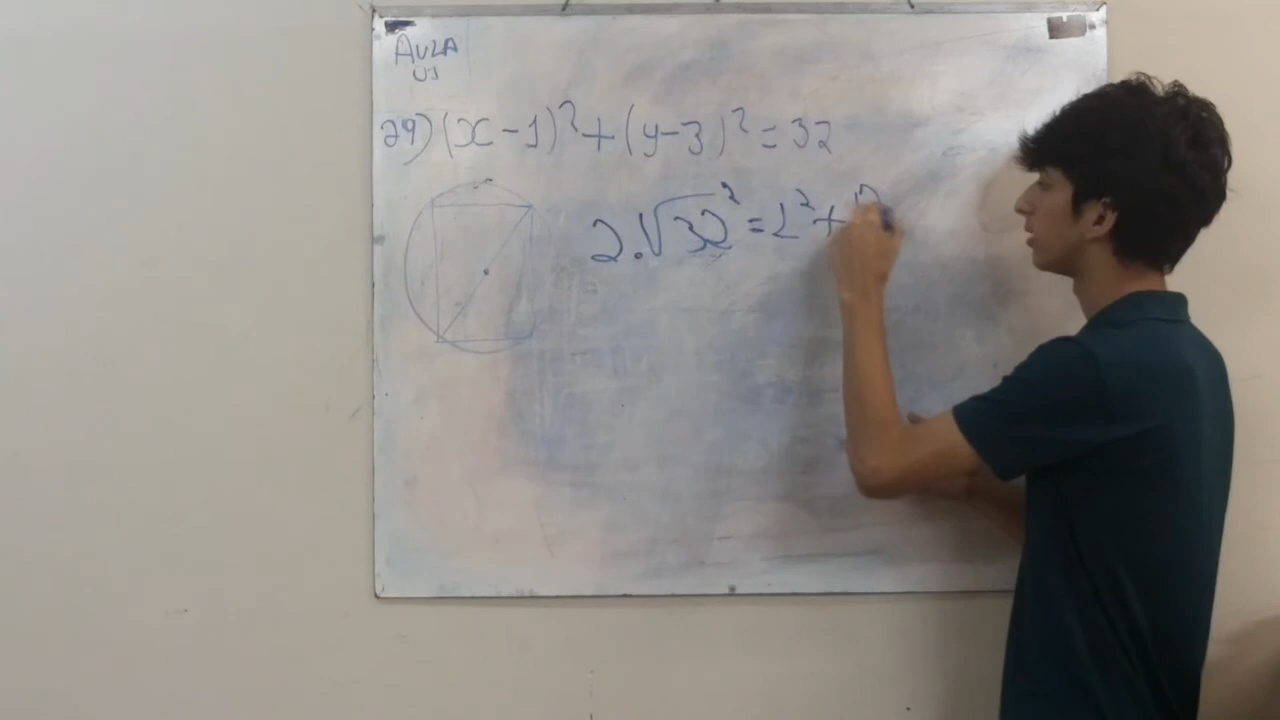 AULA
29) (x-1)² + (y-3)² = 32
2.√32² = L² +